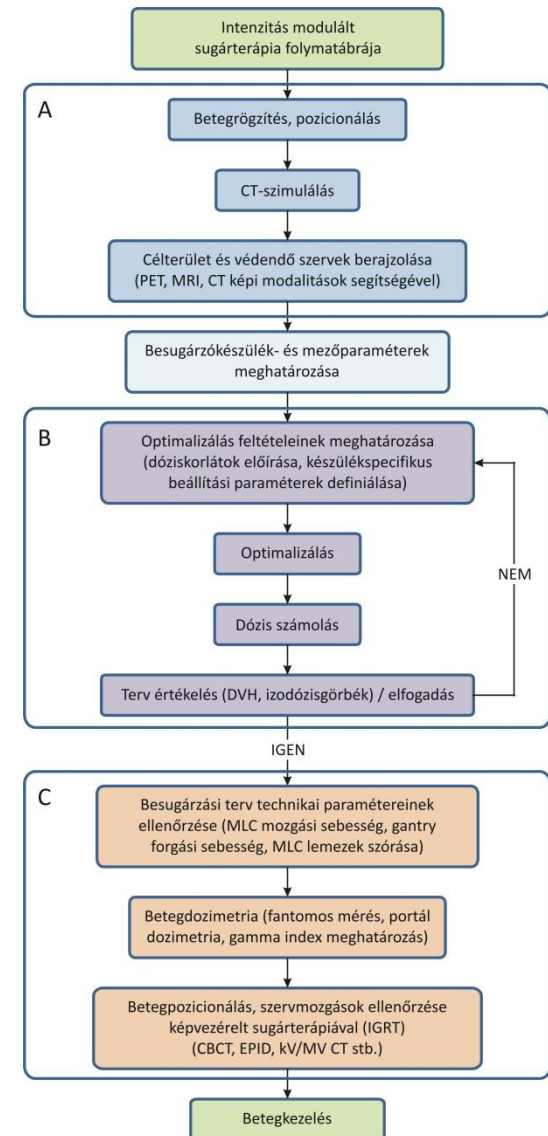 Intenzitás modulált
sugárterápia folymatábrája
A
Betegrögzítés, pozicionálás
CT-szimulálás
Célterület és védendő szervek berajzolása
(PET, MRI, CT képi modalitások segítségével)
Besugárzókészülék- és mezőparaméterek
meghatározása
B
Optimalizálás feltételeinek meghatározása
(dóziskorlátok előírása, készülékspecifikus
beállítási paraméterek definiálása)
Optimalizálás
NEM
Dózis számolás
Terv értékelés (DVH, izodózisgörbék) / elfogadás
IGEN
C
Besugárzási terv technikai paramétereinek
ellenőrzése (MLC mozgási sebesség, gantry
forgási sebesség, MLC lemezek szórása)
Betegdozimetria (fantomos mérés, portál
dozimetria, gamma index meghatározás)
Betegpozicionálás, szervmozgások ellenőrzése
képvezérelt sugárterápiával (IGRT)
(CBCT, EPID, kV/MV CT stb.)
Betegkezelés